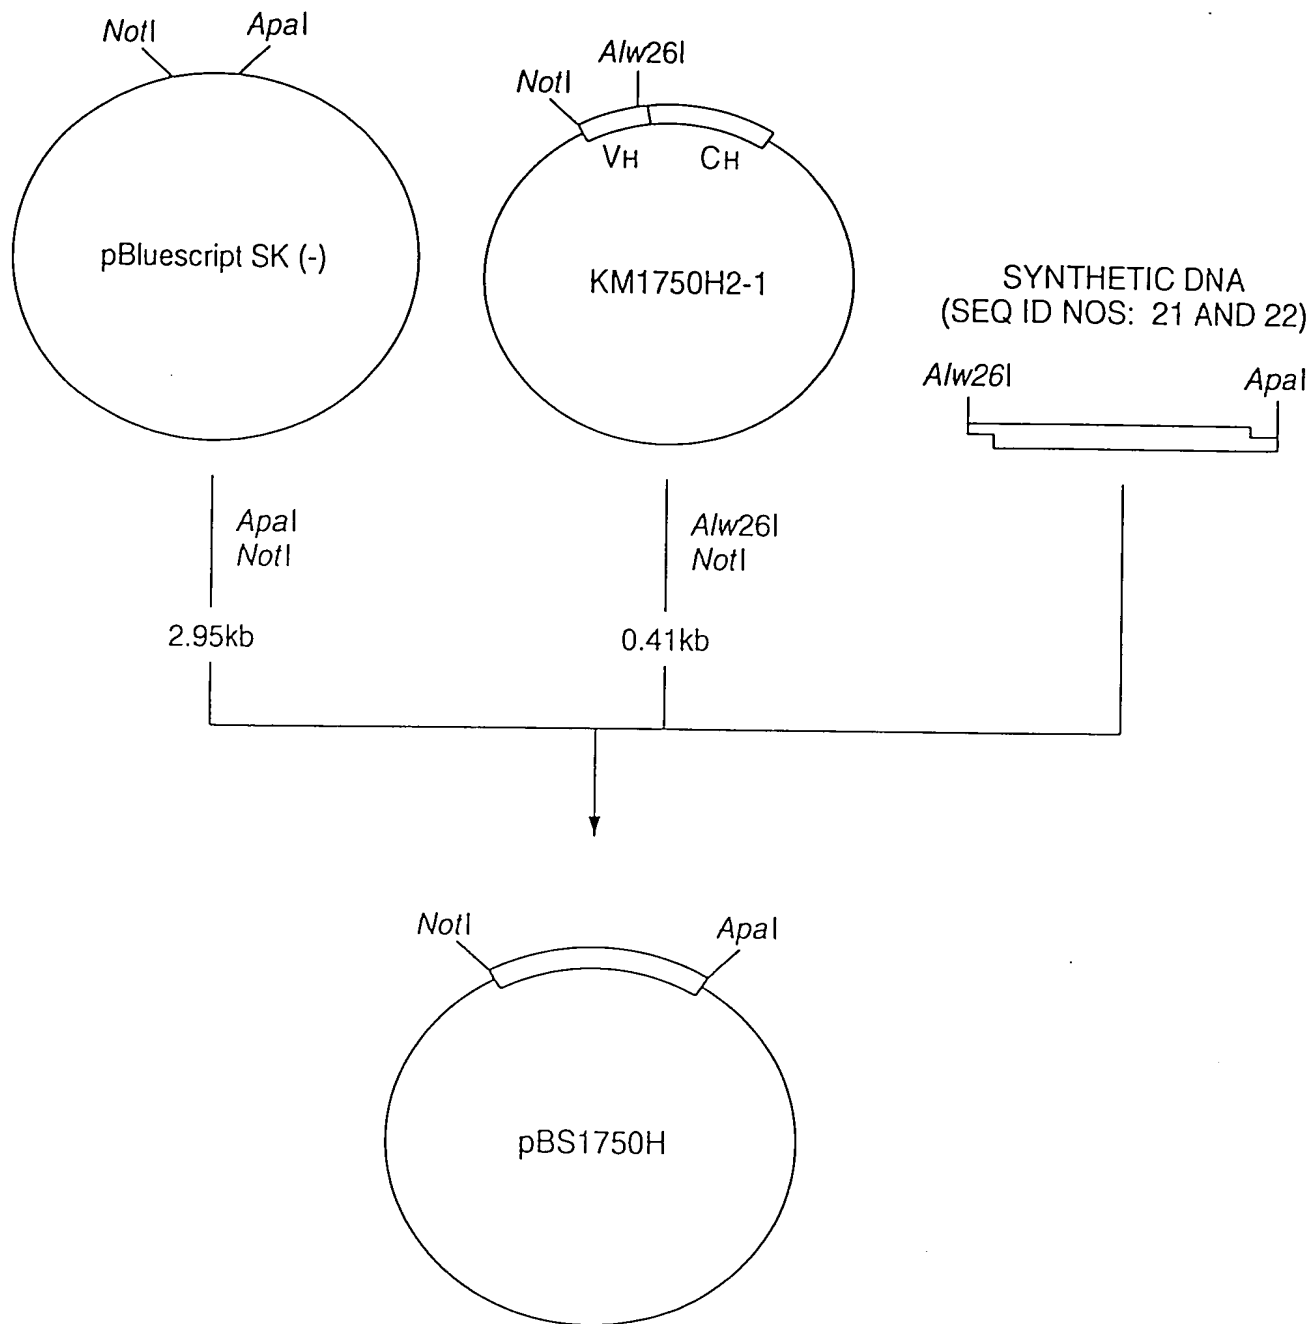 NotI
ApaI
Alw26I
NotI
VH
CH
pBluescript SK (-)
KM1750H2-1
SYNTHETIC DNA
(SEQ ID NOS: 21 AND 22)
Alw26I
ApaI
ApaI
NotI
Alw26I
NotI
2.95kb
0.41kb
NotI
ApaI
pBS1750H